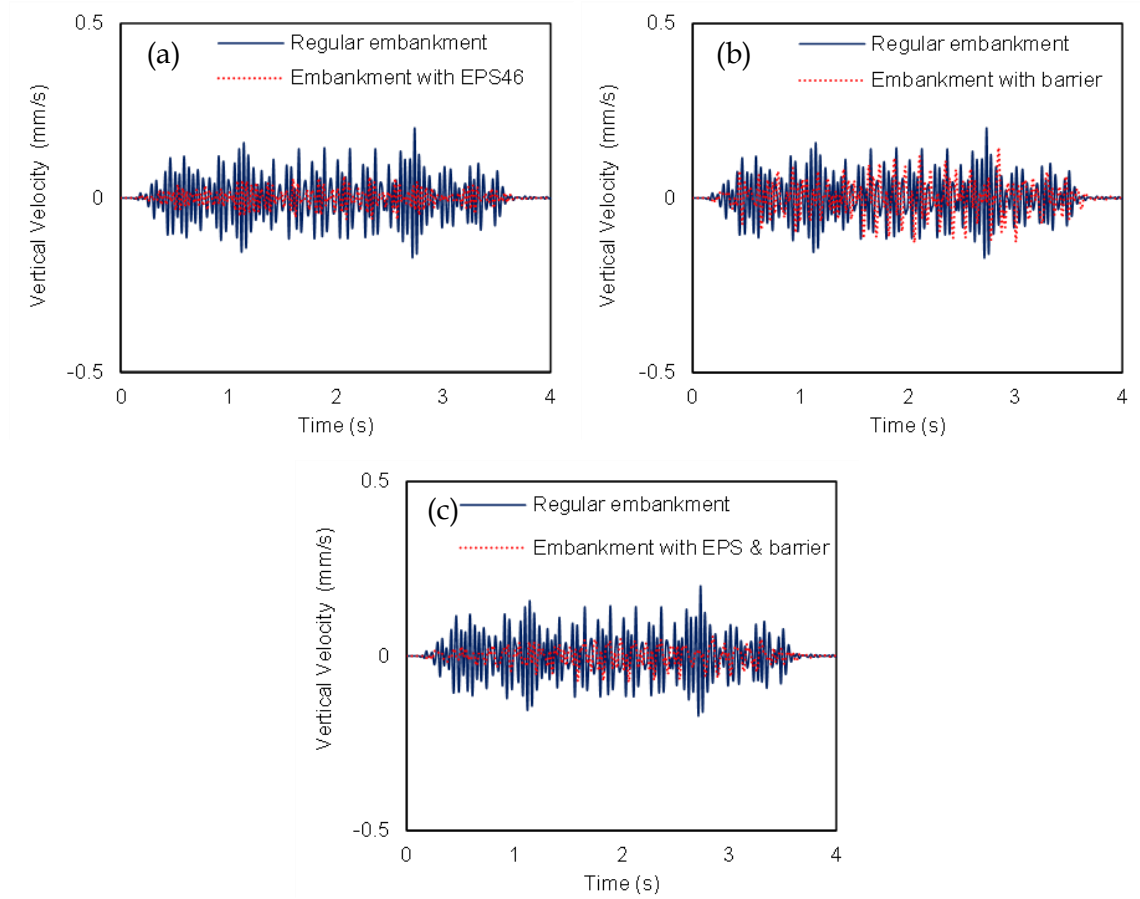 0.5
(a)
Regular embankment
Embankment with EPS46
Vertical Velocity (mm/s)
0
-0.5
0 1 2 3 4
Time (s)
0.5
(b)
Regular embankment
Embankment with barrier
Vertical Velocity (mm/s)
0
-0.5
0 1 2 3 4
Time (s)
0.5
(c)
Regular embankment
Embankment with EPS & barrier
Vertical Velocity (mm/s)
0
-0.5
0 1 2 3 4
Time (s)